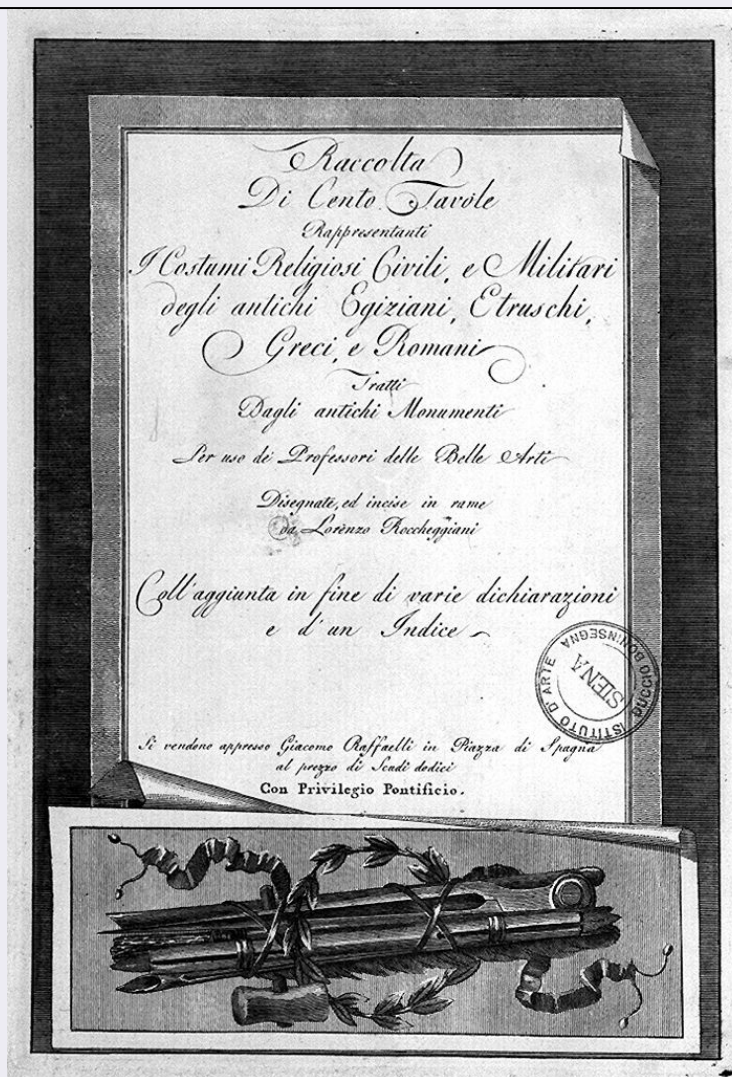 Raccolta
Di Cento Tavole
Rappresentanti
I Costumi Religiosi Civili, e Militari
degli antichi Egiziani, Etruschi,
Greci, e Romani
Tratti
Dagli antichi Monumenti
Per uso de' Professori delle Belle Arti
Disegnate, ed incise in rame
da Lorenzo Roccheggiani
Coll'aggiunta in fine di varie dichiarazioni
e d'un Indice
ISTITUTO D'ARTE DUCCIO BONINSEGNA
SIENA
Si vendono appresso Giacomo Raffaelli in Piazza di Spagna
al prezzo di Scudi dodici
Con Privilegio Pontificio.